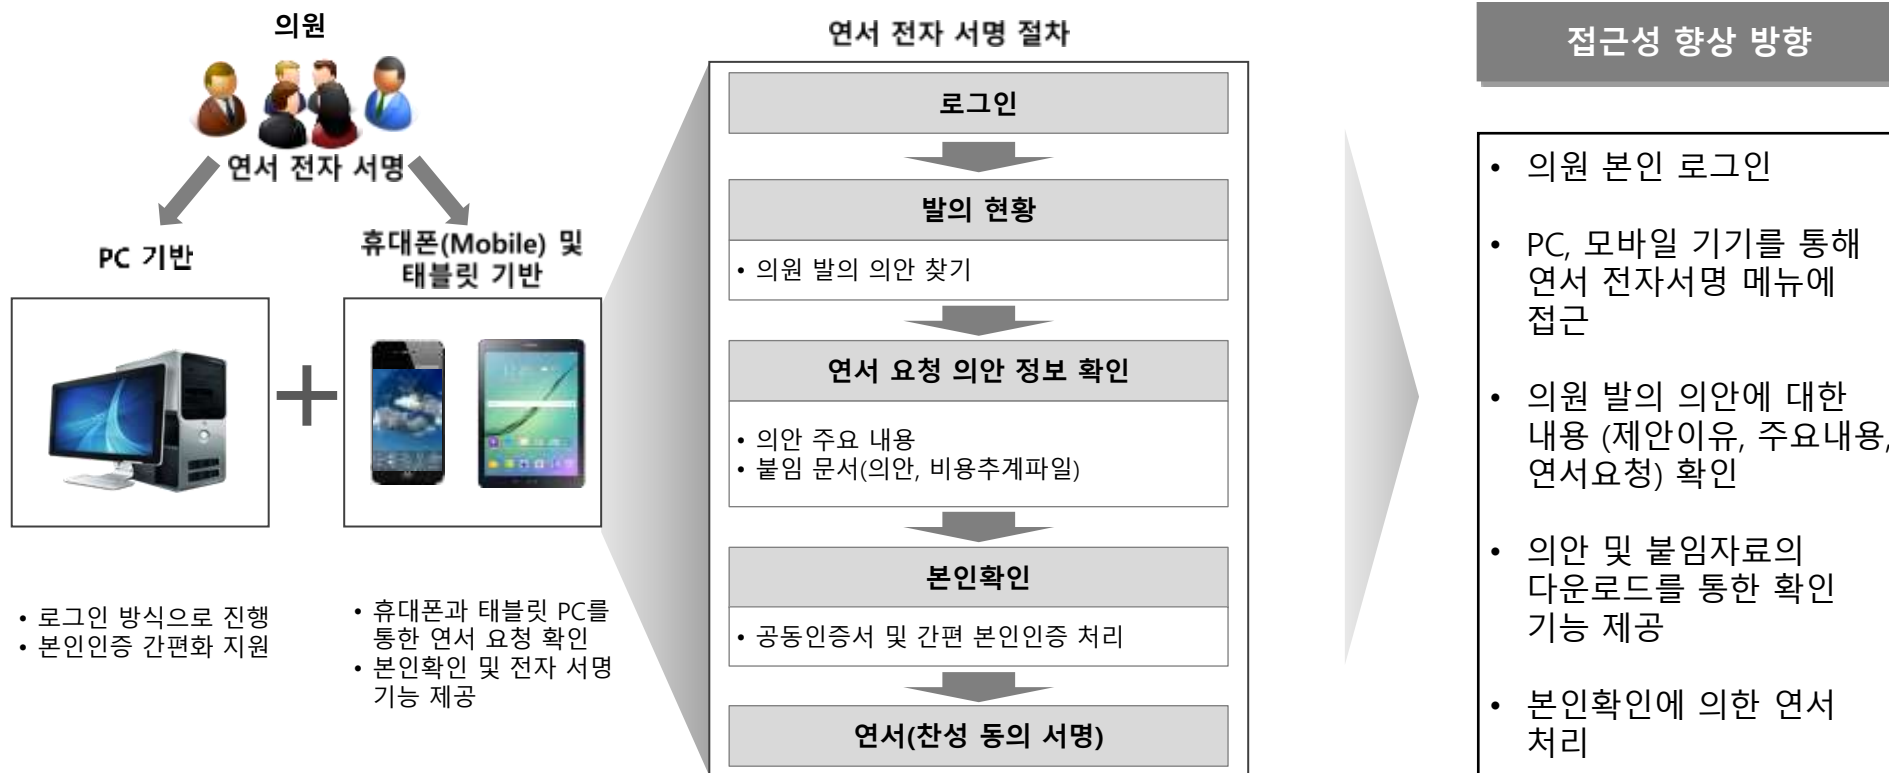 의원
연서 전자 서명
PC 기반
휴대폰(Mobile) 및
태블릿 기반
• 로그인 방식으로 진행
• 본인인증 간편화 지원
• 휴대폰과 태블릿 PC를
통한 연서 요청 확인
• 본인확인 및 전자 서명
기능 제공
연서 전자 서명 절차
로그인
발의 현황
• 의원 발의 의안 찾기
연서 요청 의안 정보 확인
• 의안 주요 내용
• 붙임 문서(의안, 비용추계파일)
본인확인
• 공동인증서 및 간편 본인인증 처리
연서(찬성 동의 서명)
접근성 향상 방향
• 의원 본인 로그인
• PC, 모바일 기기를 통해
연서 전자서명 메뉴에
접근
• 의원 발의 의안에 대한
내용 (제안이유, 주요내용,
연서요청) 확인
• 의안 및 붙임자료의
다운로드를 통한 확인
기능 제공
• 본인확인에 의한 연서
처리